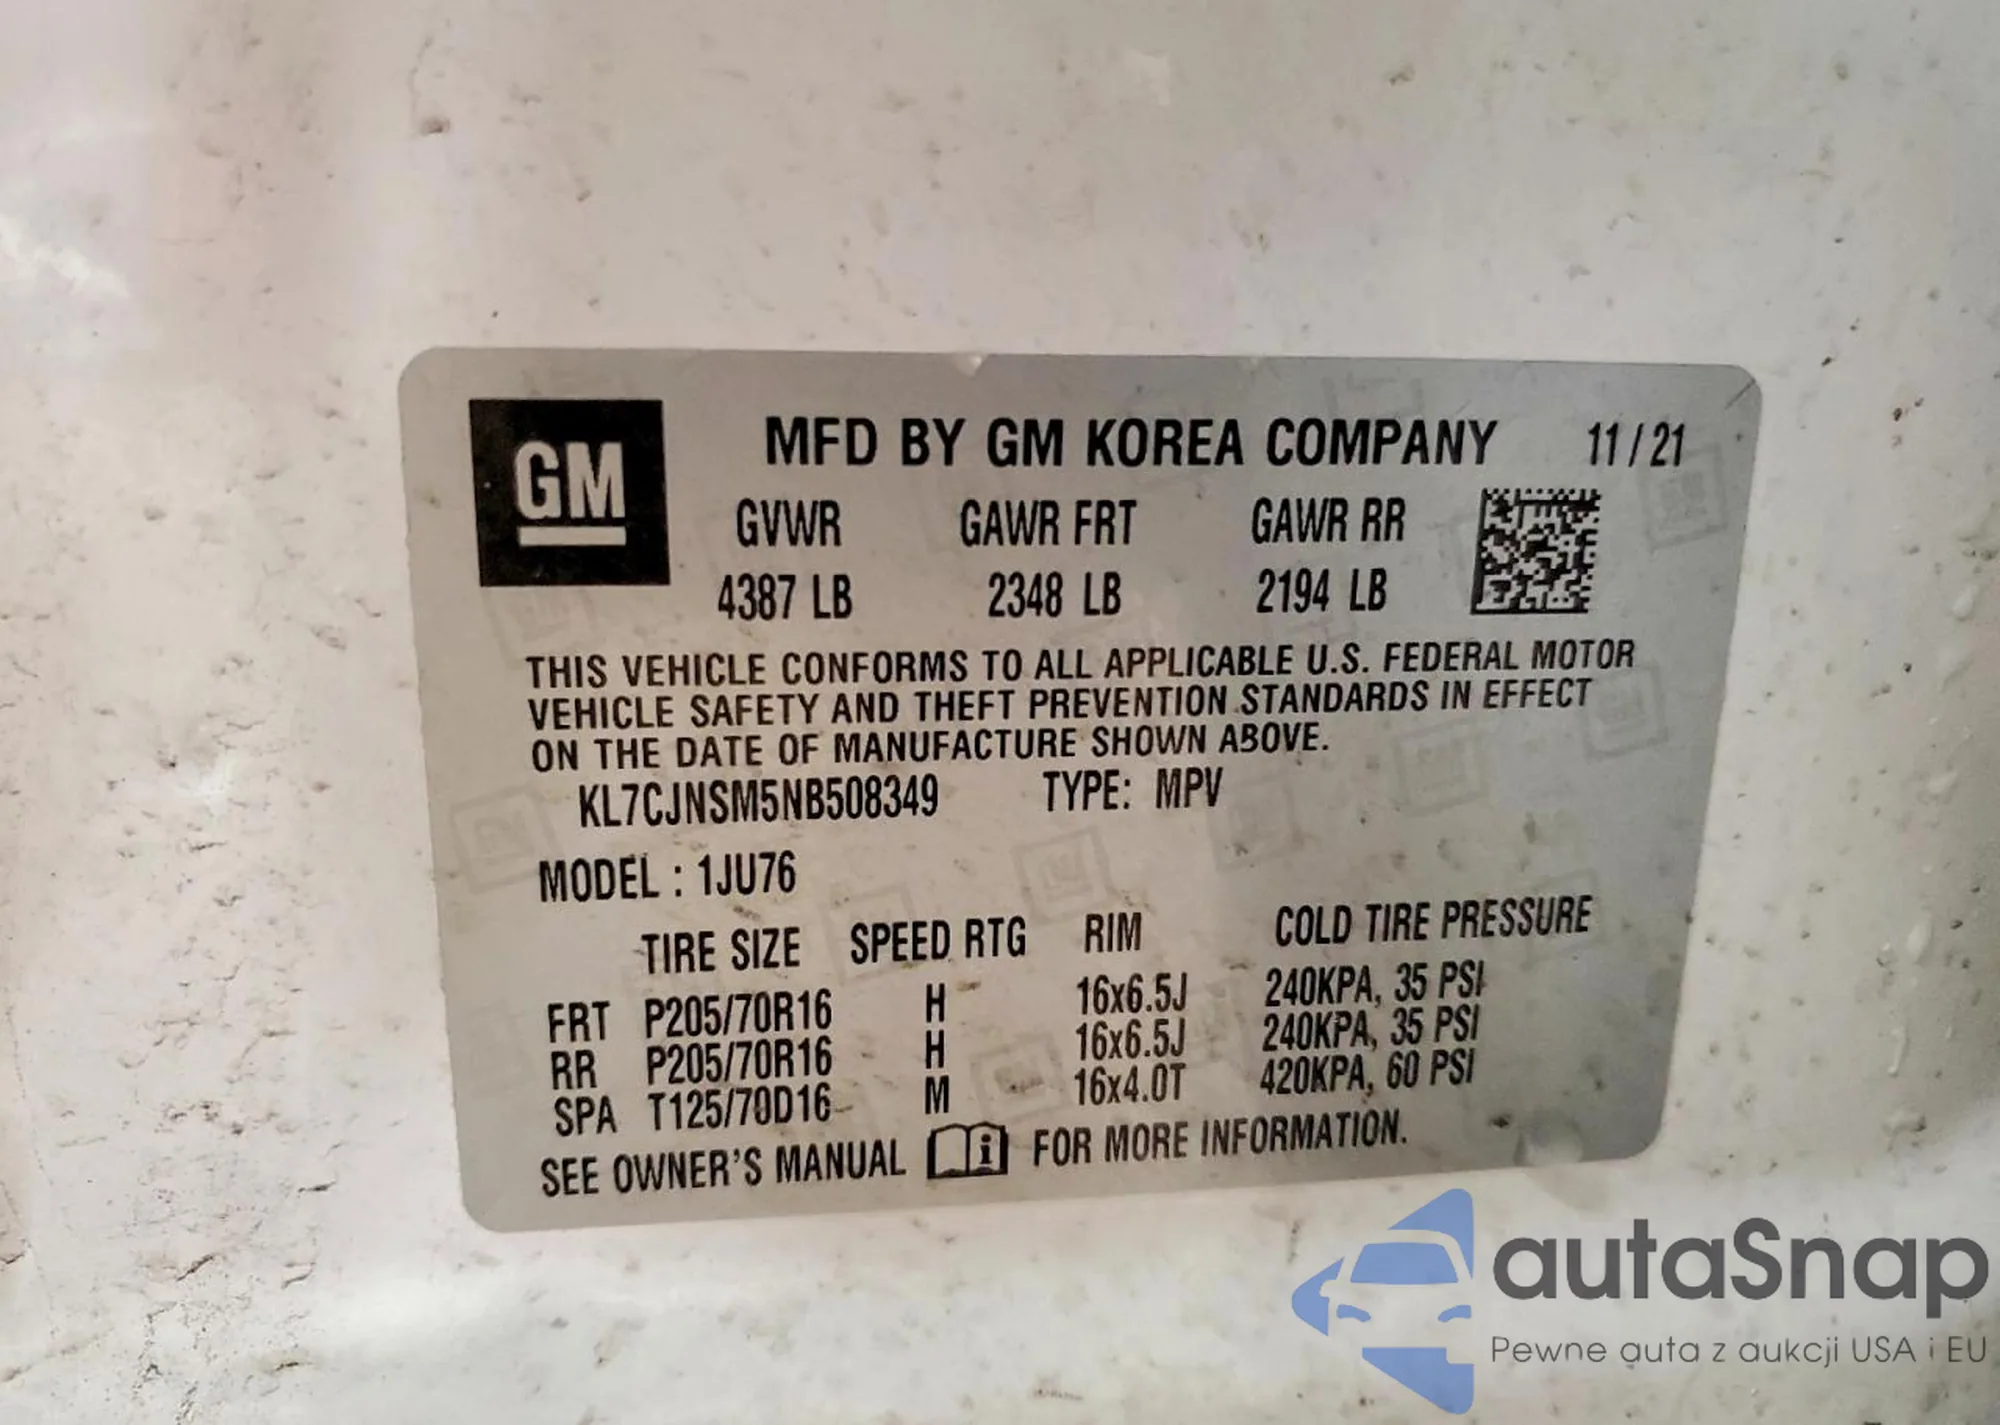 GM
MFD BY GM KOREA COMPANY 11/21
GVWR GAWR FRT GAWR RR
4387 LB 2348 LB 2194 LB
THIS VEHICLE CONFORMS TO ALL APPLICABLE U.S. FEDERAL MOTOR
VEHICLE SAFETY AND THEFT PREVENTION STANDARDS IN EFFECT
ON THE DATE OF MANUFACTURE SHOWN ABOVE.
KL7CJNSM5NB508349 TYPE: MPV
MODEL : 1JU76
TIRE SIZE SPEED RTG RIM COLD TIRE PRESSURE
FRT P205/70R16 H 16x6.5J 240KPA, 35 PSI
RR P205/70R16 H 16x6.5J 240KPA, 35 PSI
SPA T125/70D16 M 16x4.0T 420KPA, 60 PSI
SEE OWNER'S MANUAL i FOR MORE INFORMATION.
autaSnap
Pewne auta z aukcji USA i EU